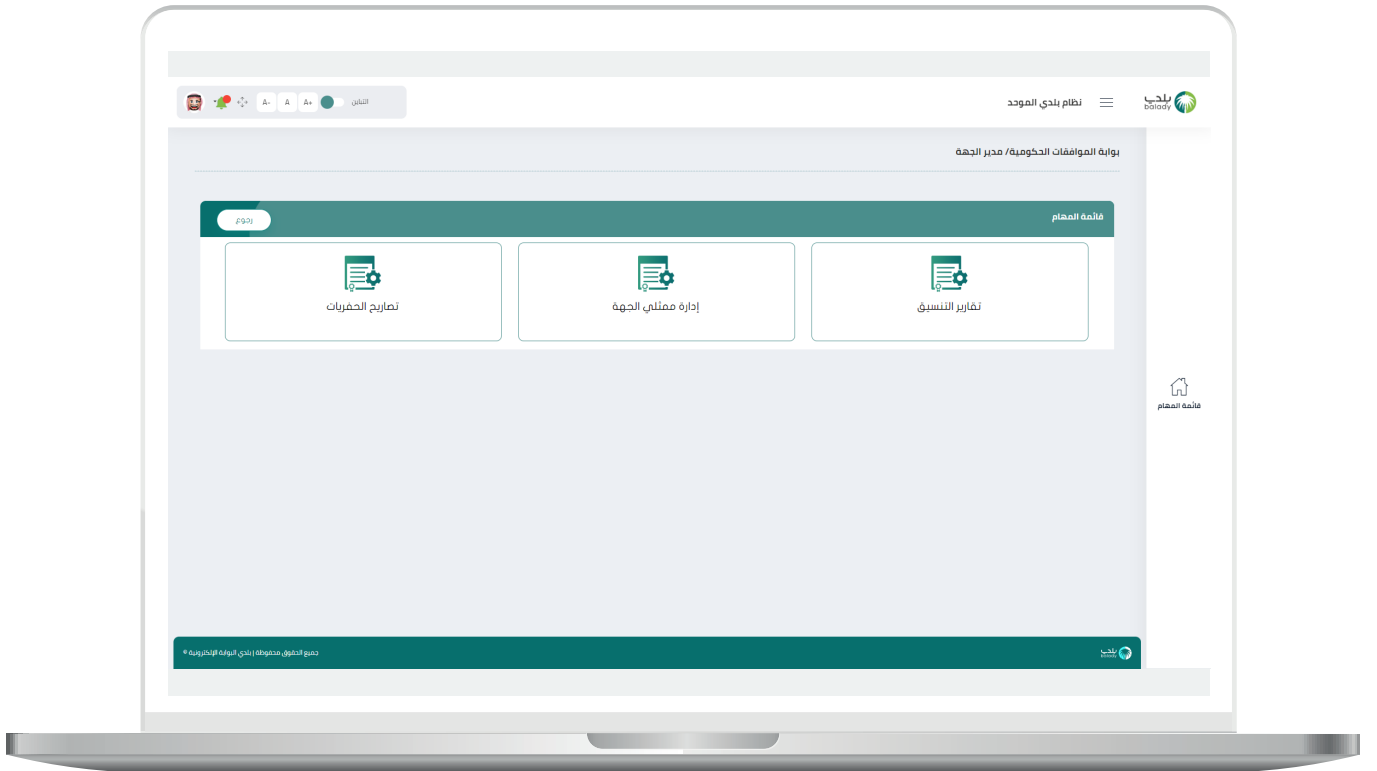 بلدي
balady
نظام بلدي الموحد
التباين
A+
A
A-
بوابة الموافقات الحكومية/ مدير الجهة
قائمة المهام
رجوع
تقارير التنسيق
إدارة ممثلي الجهة
تصاريح الحفريات
قائمة المهام
بلدي
balady
جميع الحقوق محفوظة | بلدي البوابة الإلكترونية ©